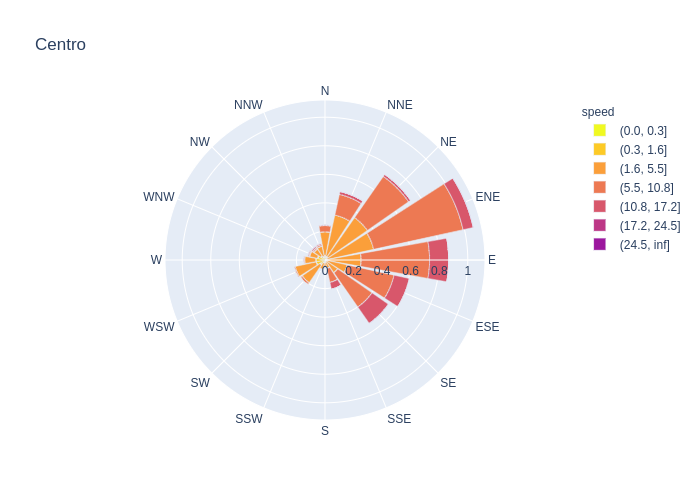 Centro
N
NNE
NE
ENE
E
ESE
SE
SSE
S
SSW
SW
WSW
W
WNW
NW
NNW
0 0.2 0.4 0.6 0.8 1
speed
(0.0, 0.3]
(0.3, 1.6]
(1.6, 5.5]
(5.5, 10.8]
(10.8, 17.2]
(17.2, 24.5]
(24.5, inf]